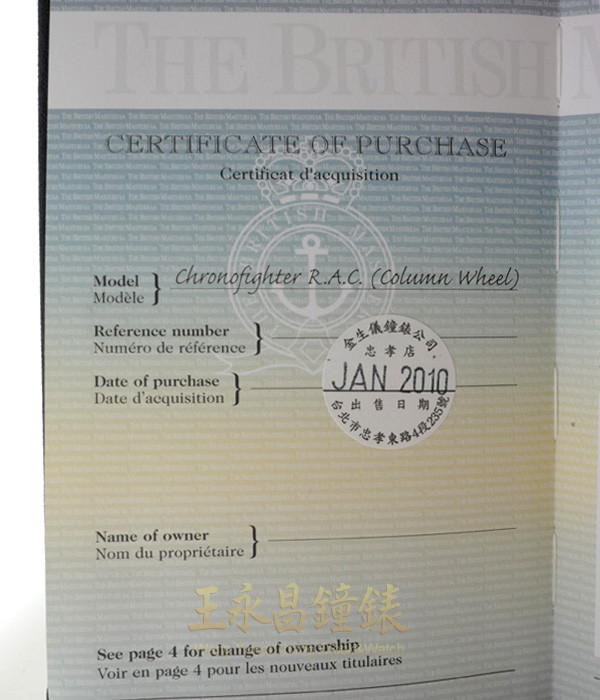 THE BRITISH M
CERTIFICATE OF PURCHASE
Certificat d'acquisition
BRITISH MAS
Model } Chronofighter R.A.C. (Column Wheel)
Modèle
Reference number }
Numéro de référence
金生儀鐘錶公司
忠孝店
Date of purchase } JAN 2010
Date d'acquisition
出售日期
台北市忠孝東路4段235號
Name of owner }
Nom du propriétaire
王永昌鐘錶
Watch
See page 4 for change of ownership
Voir en page 4 pour les nouveaux titulaires